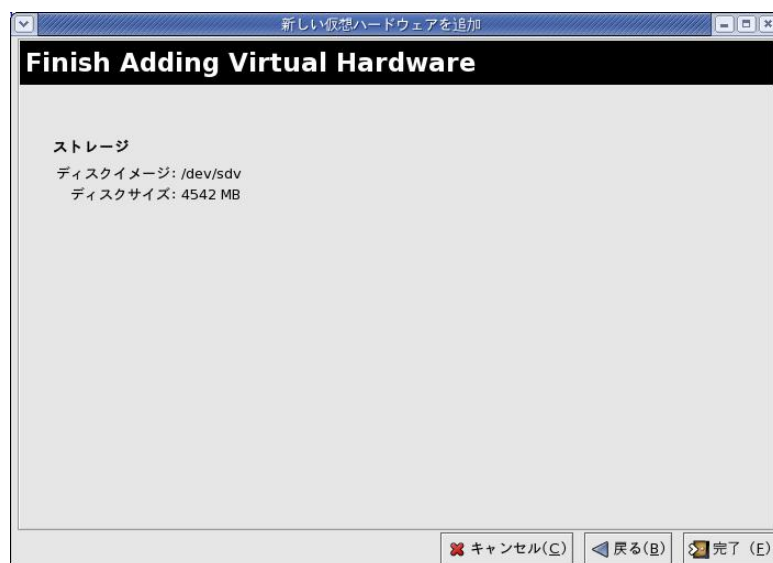 新しい仮想ハードウェアを追加
Finish Adding Virtual Hardware
ストレージ
ディスクイメージ: /dev/sdv
ディスクサイズ: 4542 MB
キャンセル(C) 戻る(B) 完了 (F)